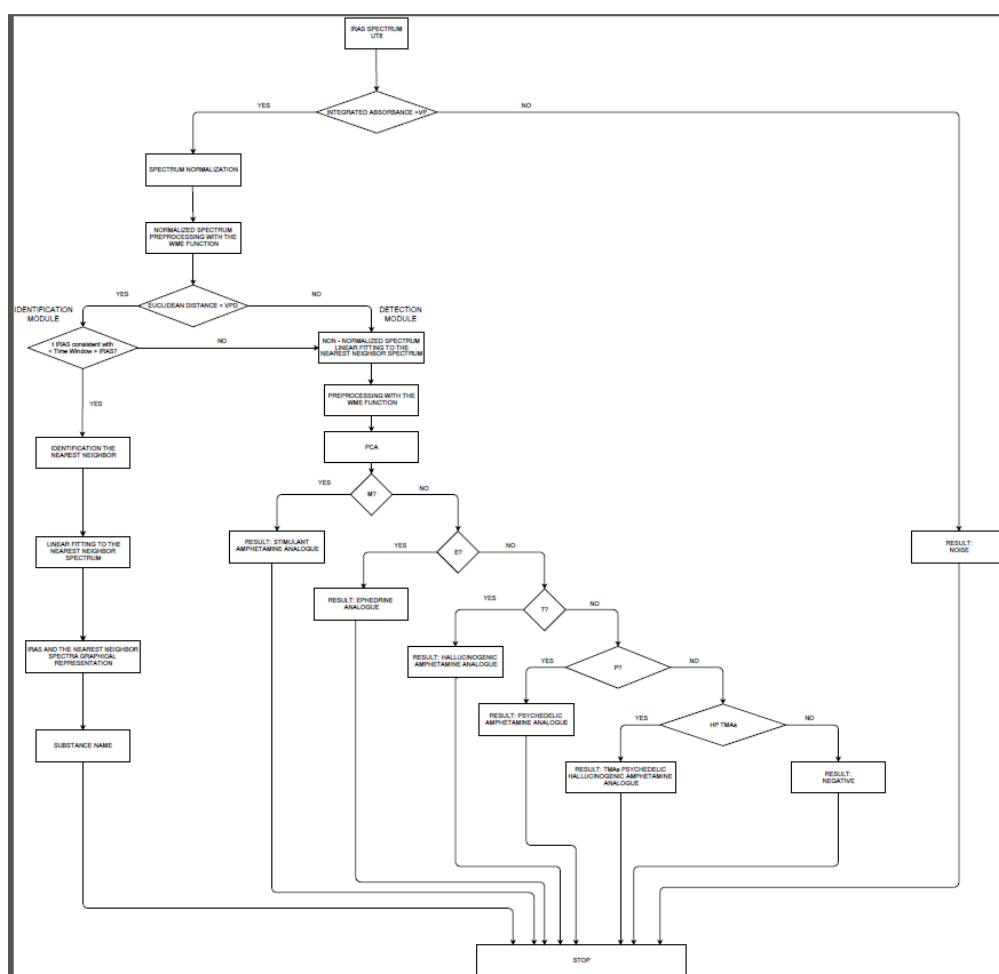 IRAS SPECTRUM
UT8
YES
INTEGRATED ABSORBANCE >VP
NO
SPECTRUM NORMALIZATION
NORMALIZED SPECTRUM
PREPROCESSING WITH THE
WME FUNCTION
YES
EUCLIDEAN DISTANCE < VPD
NO
IDENTIFICATION
MODULE
DETECTION
MODULE
t IRAS consistent with
< Time Window > IRAS?
NO
NON - NORMALIZED SPECTRUM
LINEAR FITTING TO THE
NEAREST NEIGHBOR SPECTRUM
YES
PREPROCESSING WITH THE
WME FUNCTION
IDENTIFICATION THE
NEAREST NEIGHBOR
PCA
YES
M?
NO
LINEAR FITTING TO THE
NEAREST NEIGHBOR
SPECTRUM
RESULT: STIMULANT
AMPHETAMINE ANALOGUE
YES
E?
NO
RESULT:
NOISE
RESULT: EPHEDRINE
ANALOGUE
YES
T?
NO
IRAS AND THE NEAREST NEIGHBOR
SPECTRA GRAPHICAL
REPRESENTATION
RESULT: HALLUCINOGENIC
AMPHETAMINE ANALOGUE
YES
P?
NO
RESULT: PSYCHEDELIC
AMPHETAMINE ANALOGUE
YES
HP TMAs
NO
SUBSTANCE NAME
RESULT: TMAs PSYCHEDELIC
HALLUCINOGENIC AMPHETAMINE
ANALOGUE
RESULT:
NEGATIVE
STOP